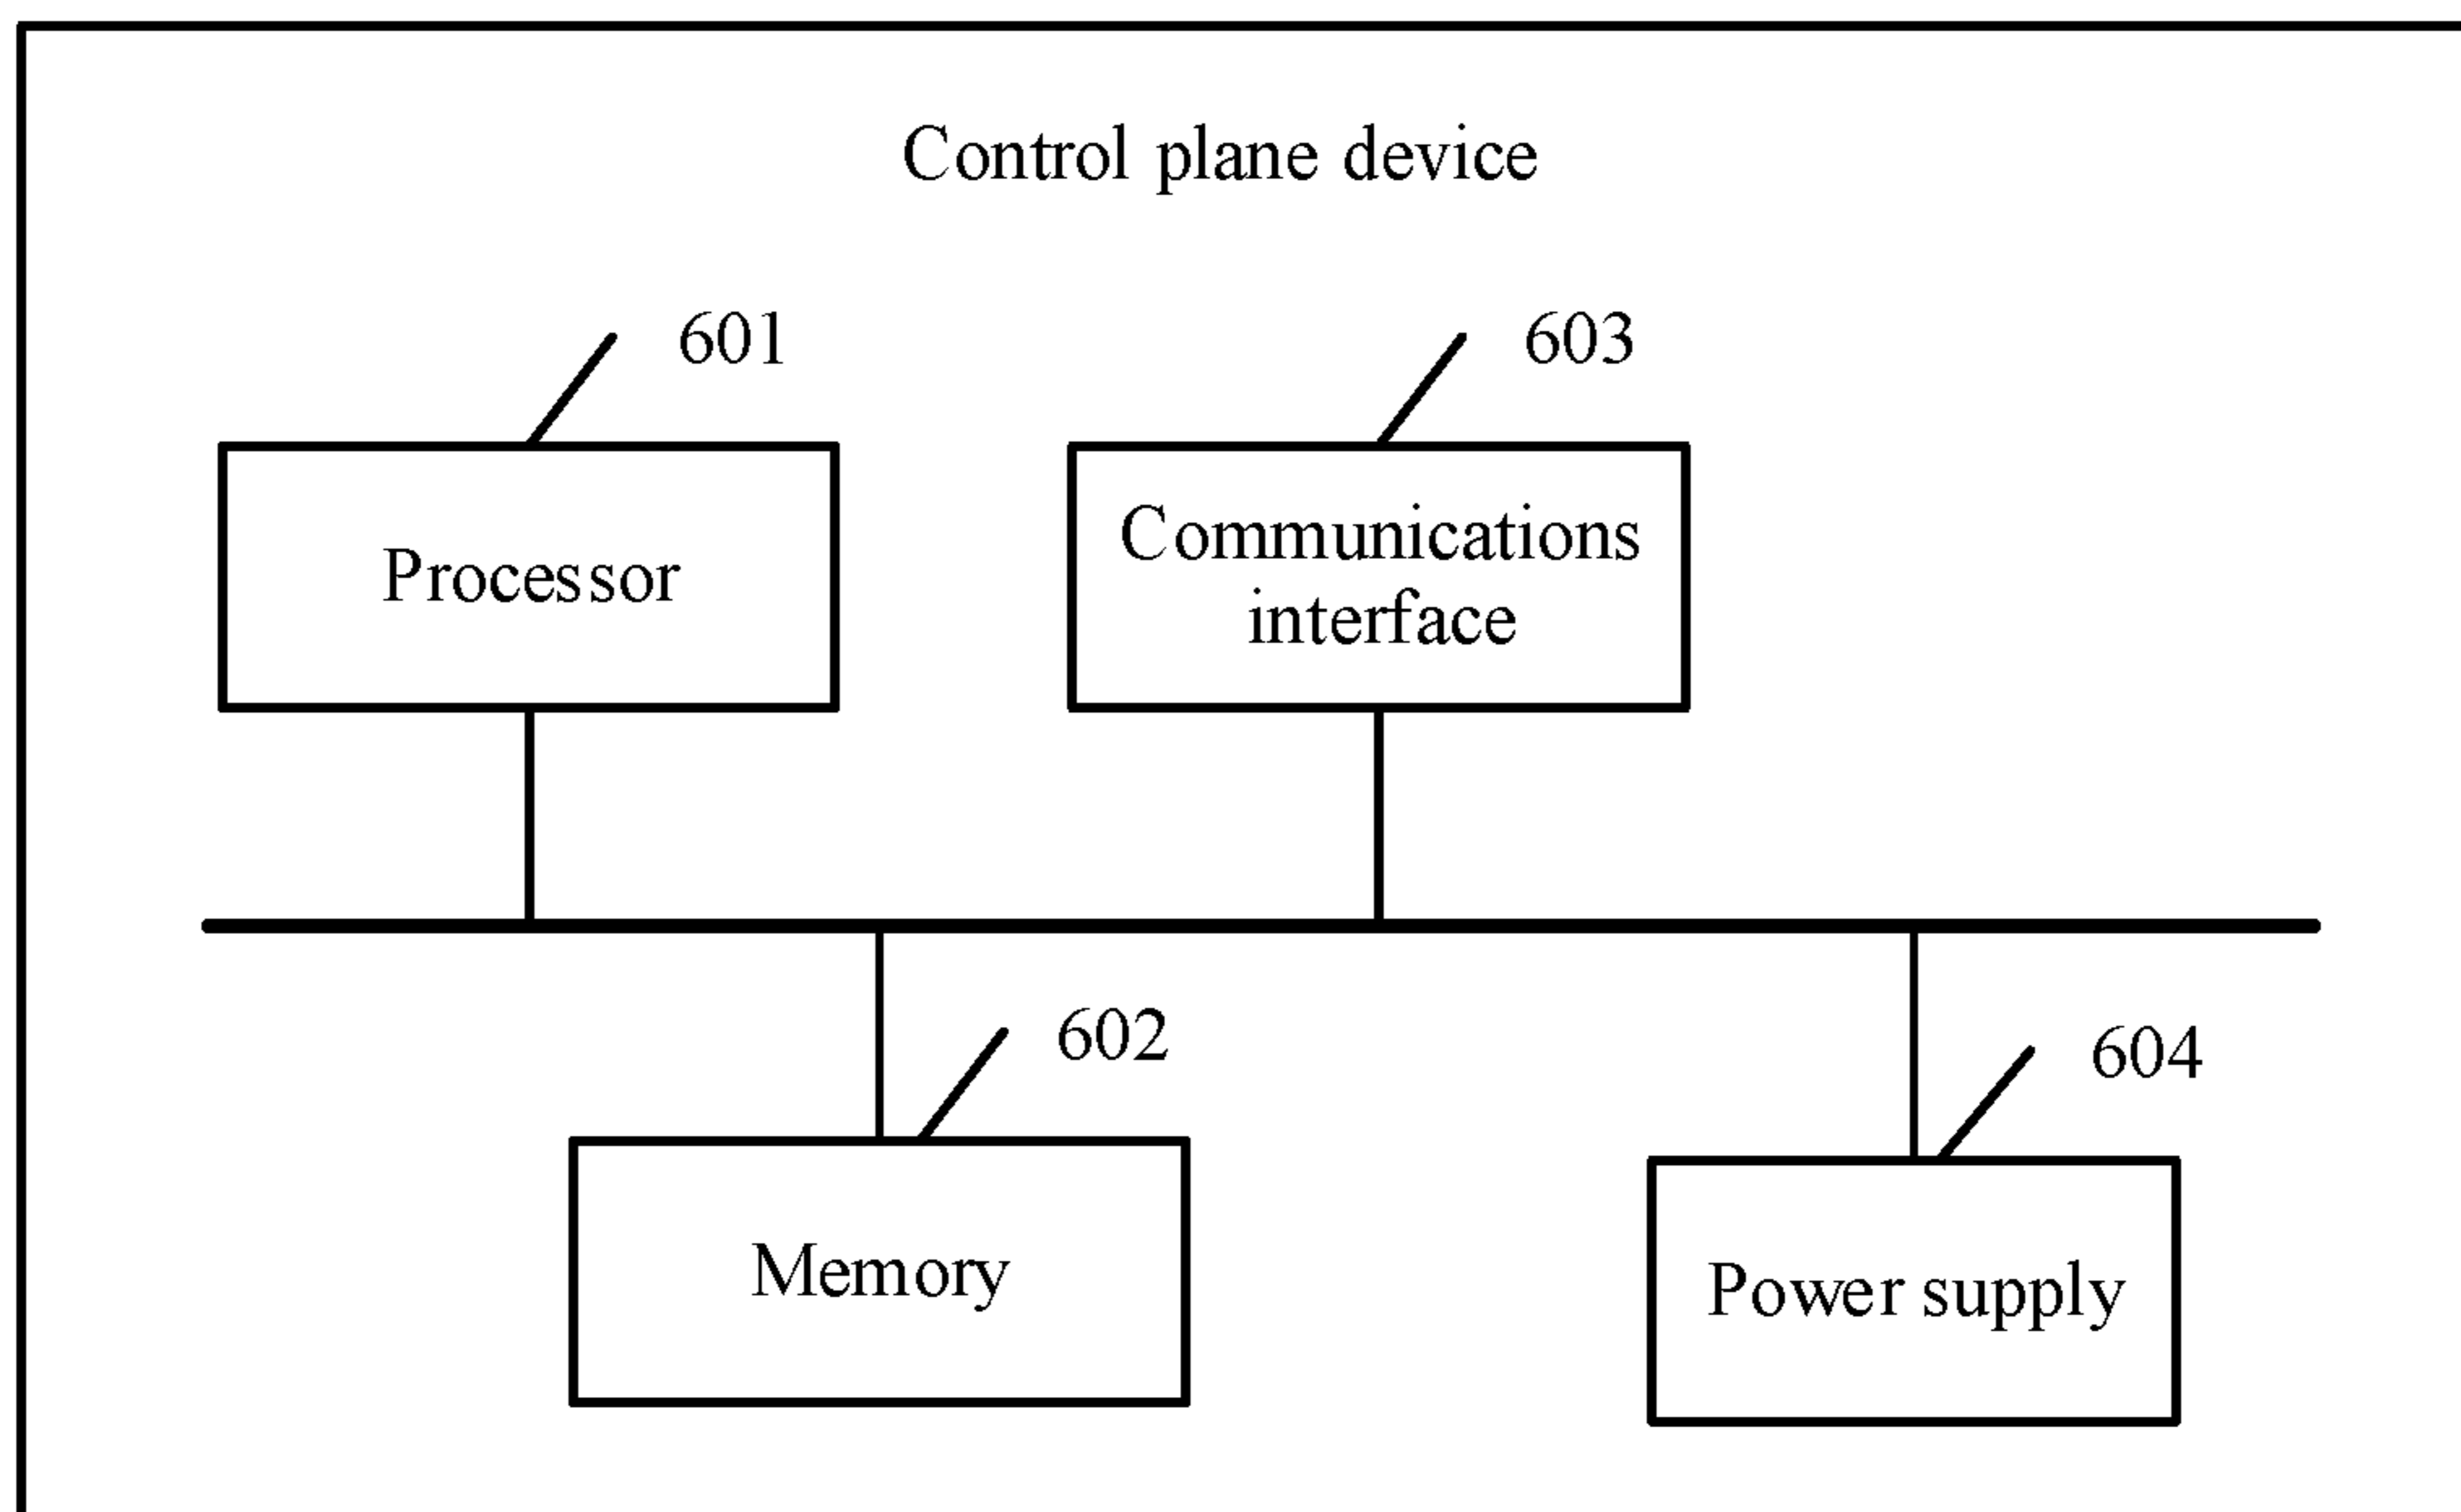 Control plane device
601
603
Processor
Communications
interface
602
604
Memory
Power supply